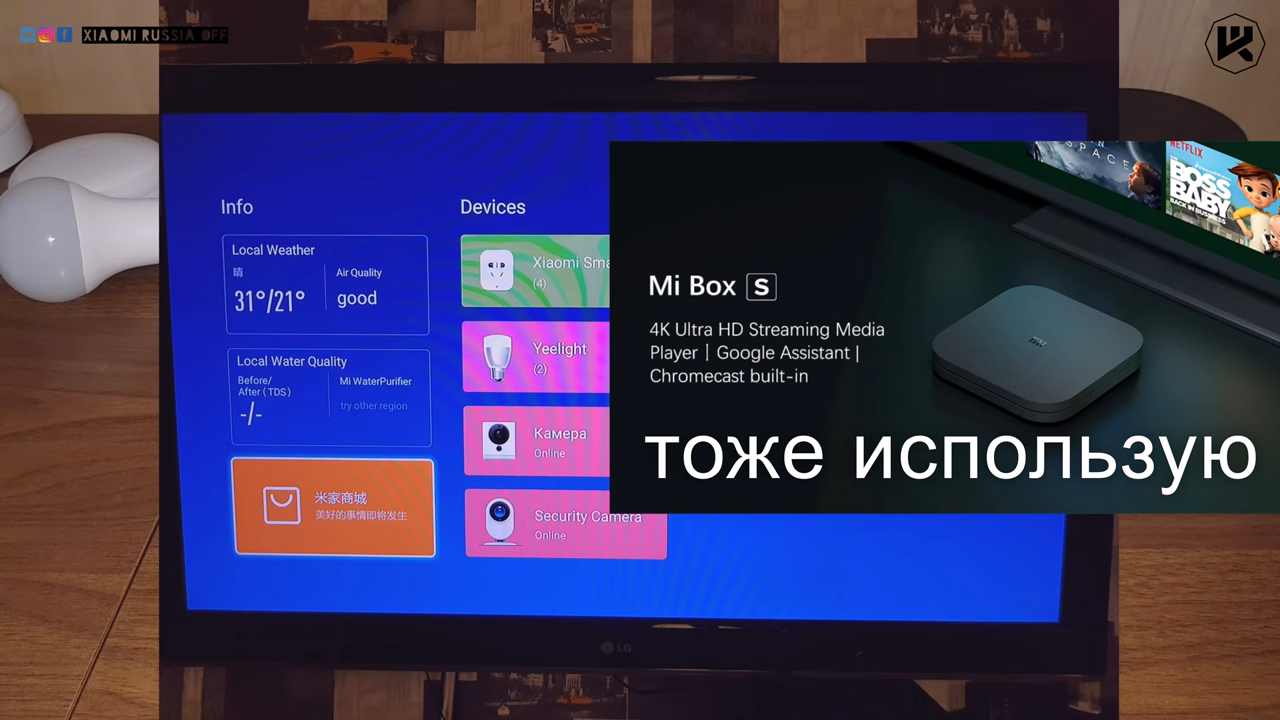 XIAOMI RUSSIA OFF
Info
Local Weather
晴
31°/21°
Air Quality
good
Local Water Quality
Before/
After (TDS)
-/-
Mi WaterPurifier
try other region
米家商城
美好的事情即将发生
Devices
Xiaomi Sma
(4)
Yeelight
(2)
Камера
Online
Security Camera
Online
SPACE
NETFLIX
BOSS
BABY
BACK IN BUSINESS
Mi Box S
4K Ultra HD Streaming Media
Player | Google Assistant |
Chromecast built-in
mi
тоже использую
LG